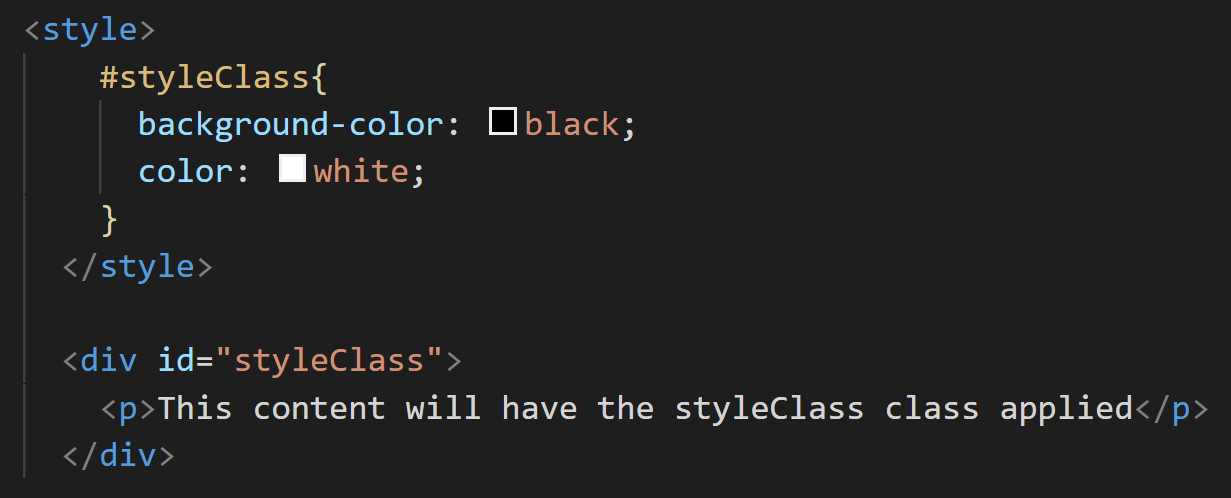 <style>
#styleClass{
background-color: black;
color: white;
}
</style>
<div id="styleClass">
<p>This content will have the styleClass class applied</p>
</div>